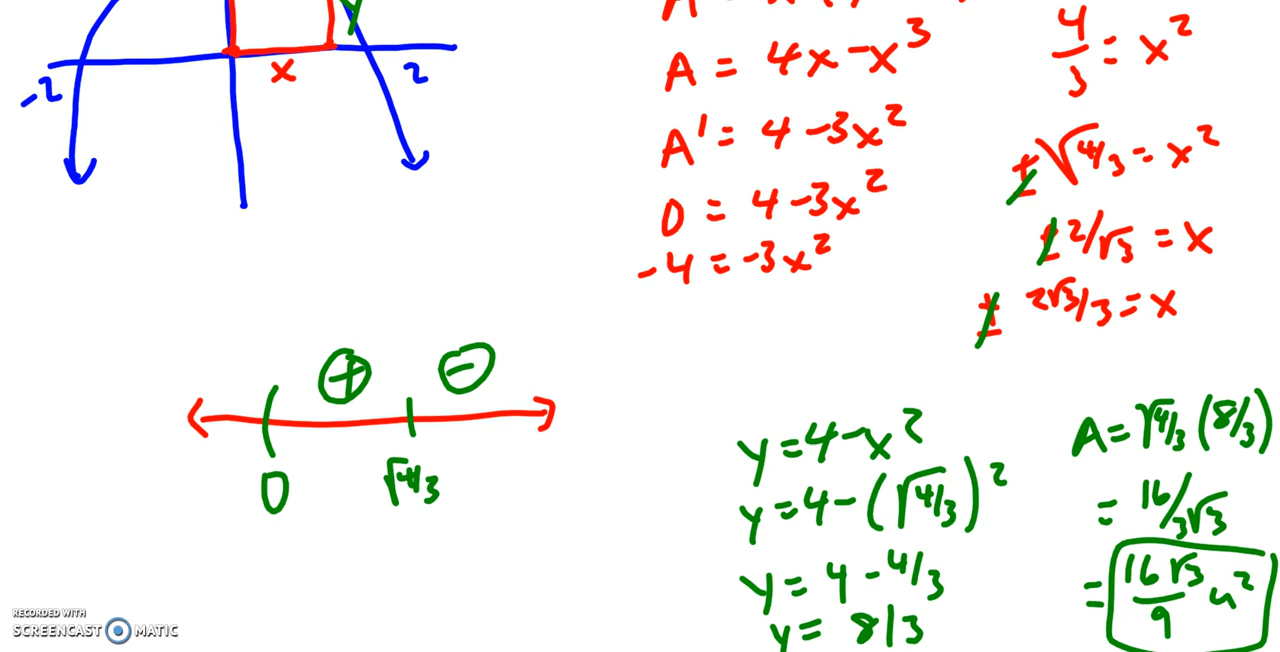 y
-2
x
2
A = 4x - x³
A' = 4 - 3x²
0 = 4 - 3x²
-4 = -3x²
4/3 = x²
±√4/3 = x²
±2/√3 = x
± 2√3/3 = x
+ -
0 √4/3
y = 4 - x²
y = 4 - (√4/3)²
y = 4 - 4/3
y = 8/3
A = √4/3 (8/3)
= 16/3√3
= 16√3/9 u²
RECORDED WITH
SCREENCAST MATIC